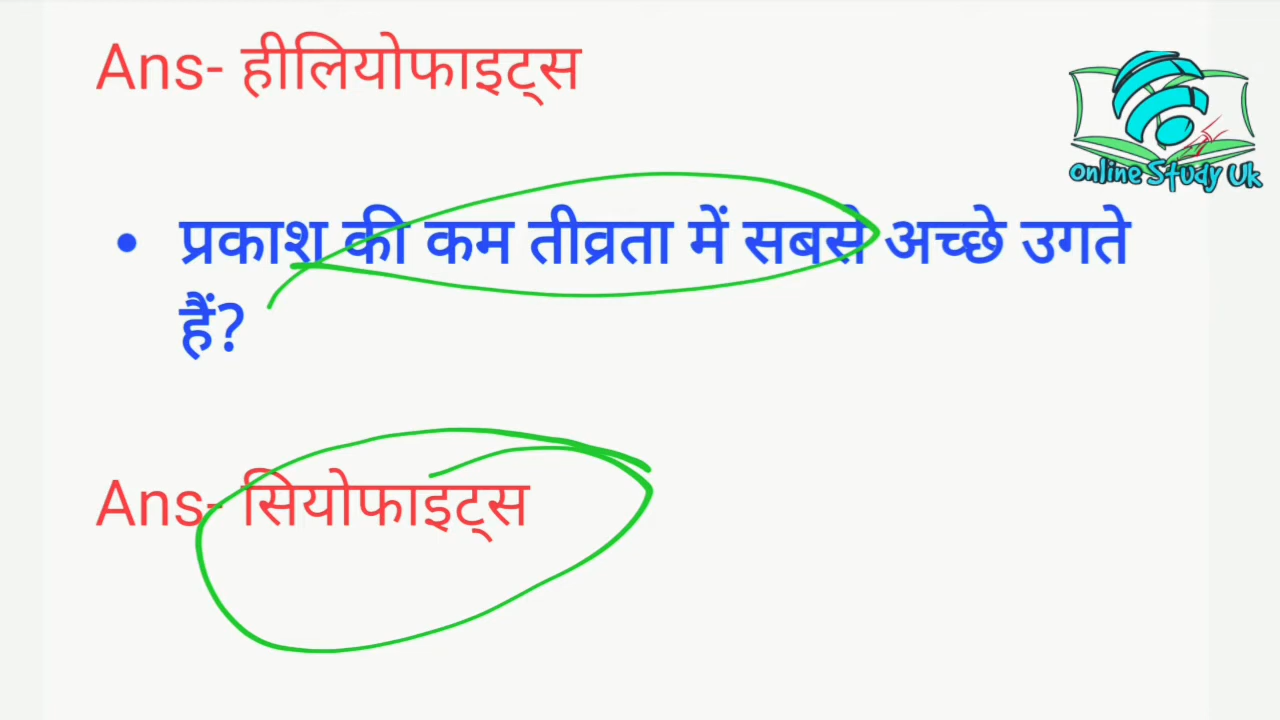 Ans- हीलियोफाइट्स
Online Study Uk
• प्रकाश की कम तीव्रता में सबसे अच्छे उगते
हैं?
Ans- सियोफाइट्स